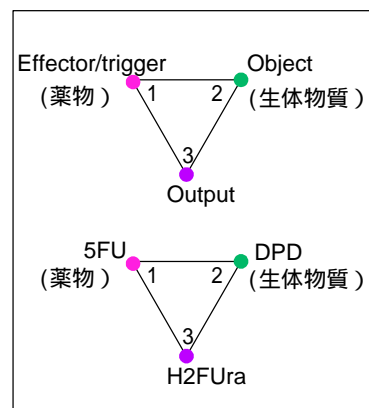 Effector/trigger Object
(薬物） (生体物質）
1 2
3
Output
5FU DPD
(薬物） (生体物質）
1 2
3
H2FUra